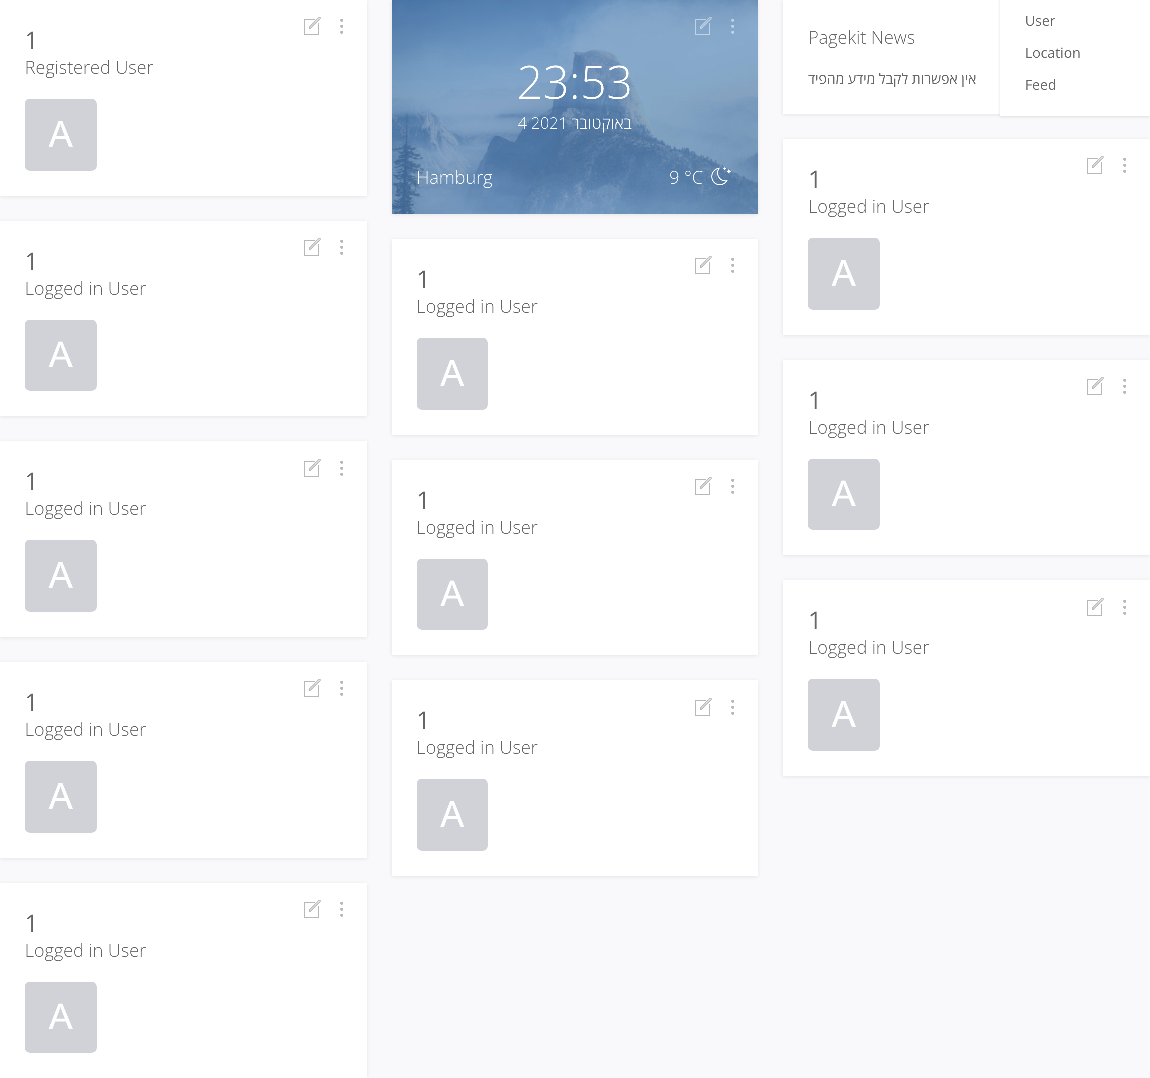 1
Registered User
A
1
Logged in User
A
1
Logged in User
A
1
Logged in User
A
1
Logged in User
A
23:53
4 באוקטובר 2021
Hamburg
9 °C
1
Logged in User
A
1
Logged in User
A
1
Logged in User
A
Pagekit News
אין אפשרות לקבל מידע מהפיד
User
Location
Feed
1
Logged in User
A
1
Logged in User
A
1
Logged in User
A